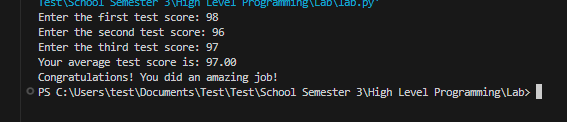 Test\School Semester 3\High Level Programming\Lab\lab.py'
Enter the first test score: 98
Enter the second test score: 96
Enter the third test score: 97
Your average test score is: 97.00
Congratulations! You did an amazing job!
PS C:\Users\test\Documents\Test\Test\School Semester 3\High Level Programming\Lab>